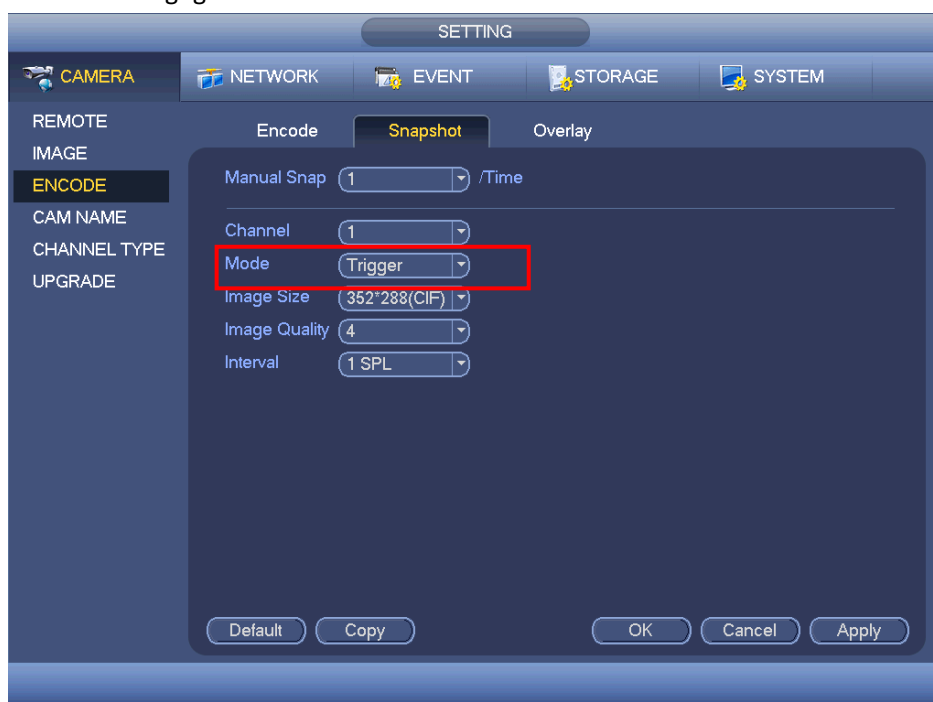 SETTING
CAMERA NETWORK EVENT STORAGE SYSTEM
REMOTE
IMAGE
ENCODE
CAM NAME
CHANNEL TYPE
UPGRADE
Encode Snapshot Overlay
Manual Snap 1 /Time
Channel 1
Mode Trigger
Image Size 352*288(CIF)
Image Quality 4
Interval 1 SPL
Default Copy OK Cancel Apply